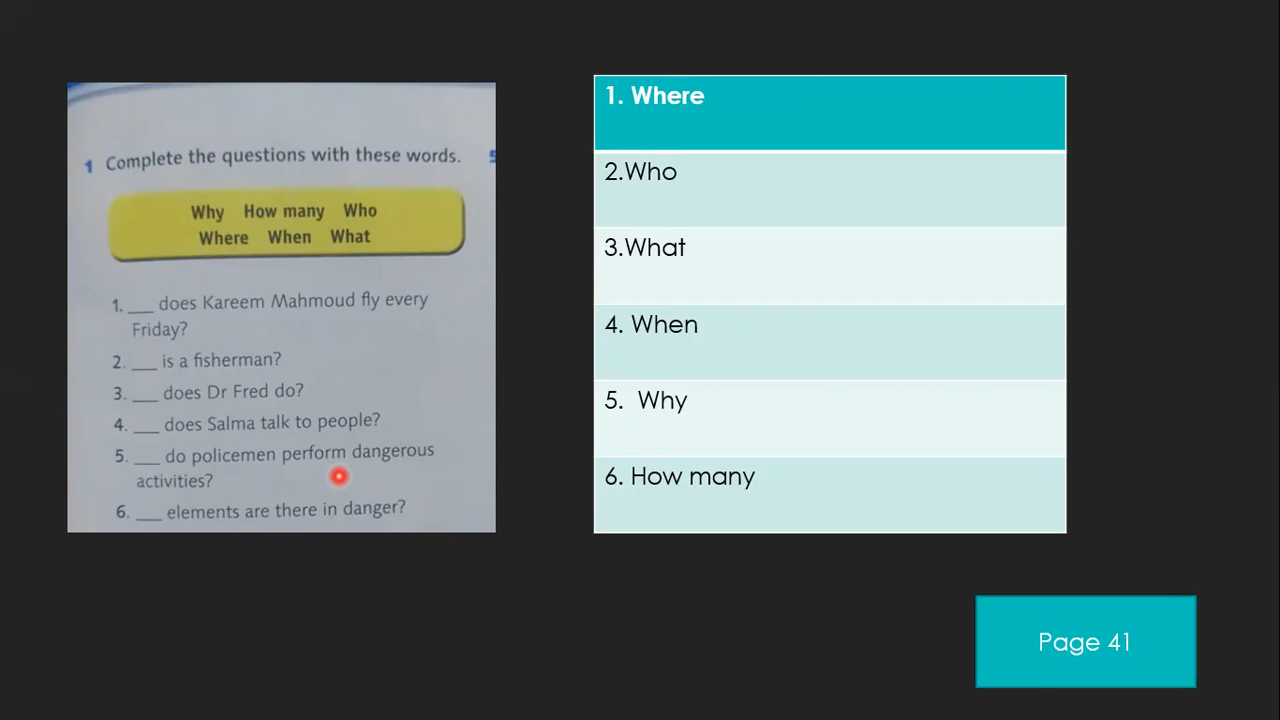 1 Complete the questions with these words.
Why How many Who
Where When What
1. ___ does Kareem Mahmoud fly every
Friday?
2. ___ is a fisherman?
3. ___ does Dr Fred do?
4. ___ does Salma talk to people?
5. ___ do policemen perform dangerous
activities?
6. ___ elements are there in danger?
1. Where
2.Who
3.What
4. When
5. Why
6. How many
Page 41